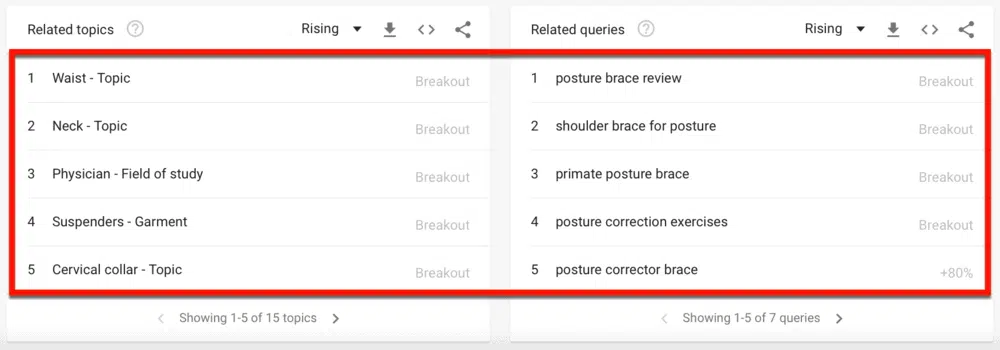 Related topics ? Rising
1 Waist - Topic Breakout
2 Neck - Topic Breakout
3 Physician - Field of study Breakout
4 Suspenders - Garment Breakout
5 Cervical collar - Topic Breakout
Showing 1-5 of 15 topics
Related queries ? Rising
1 posture brace review Breakout
2 shoulder brace for posture Breakout
3 primate posture brace Breakout
4 posture correction exercises Breakout
5 posture corrector brace +80%
Showing 1-5 of 7 queries